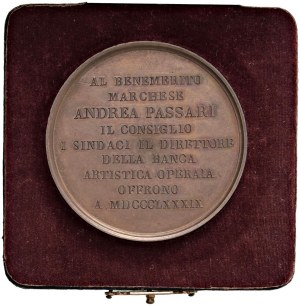 AL BENEMERITO
MARCHESE
ANDREA PASSARI
IL CONSIGLIO
I SINDACI IL DIRETTORE
DELLA BANCA
ARTISTICA OPERAIA
OFFRONO
A MDCCCLXXXIX